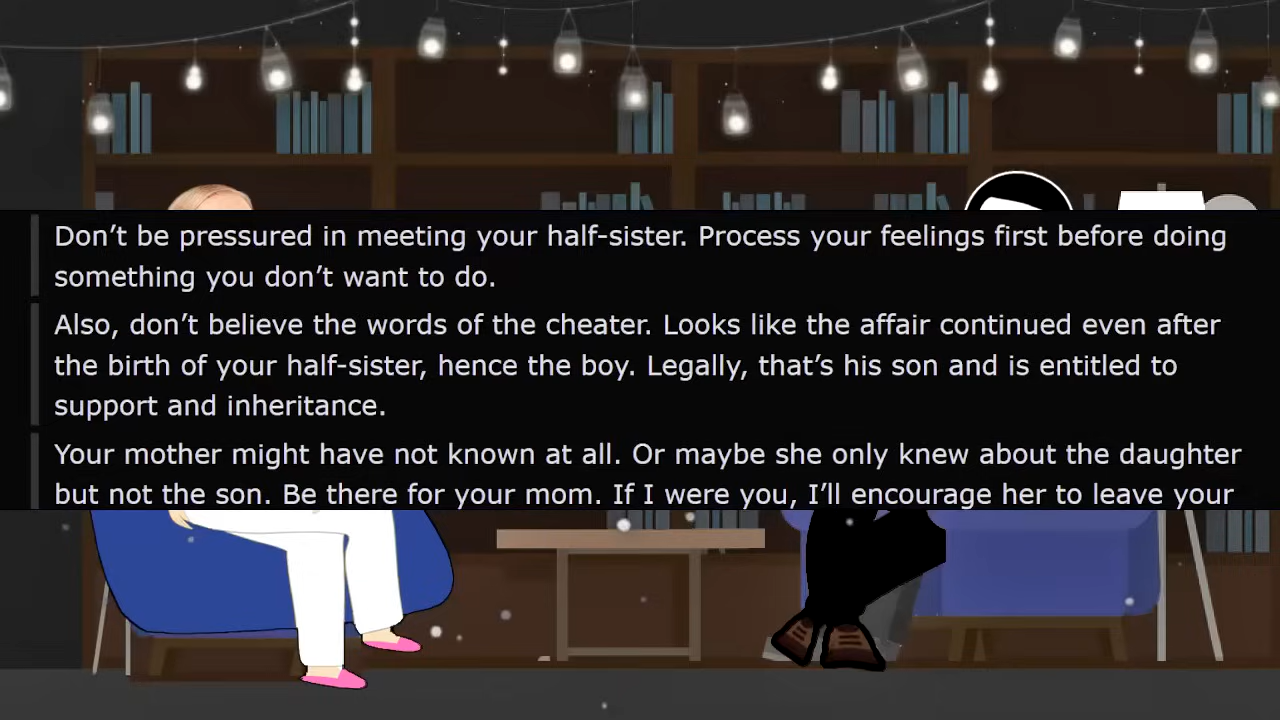 Don’t be pressured in meeting your half-sister. Process your feelings first before doing
something you don’t want to do.
Also, don’t believe the words of the cheater. Looks like the affair continued even after
the birth of your half-sister, hence the boy. Legally, that’s his son and is entitled to
support and inheritance.
Your mother might have not known at all. Or maybe she only knew about the daughter
but not the son. Be there for your mom. If I were you, I’ll encourage her to leave your